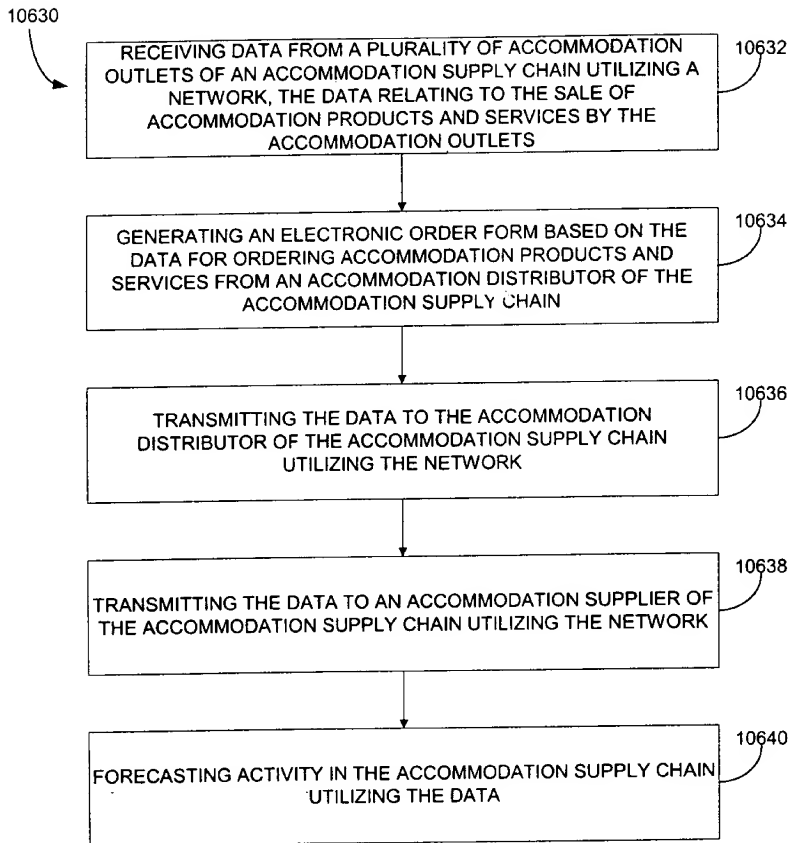 10630
RECEIVING DATA FROM A PLURALITY OF ACCOMMODATION
OUTLETS OF AN ACCOMMODATION SUPPLY CHAIN UTILIZING A
NETWORK, THE DATA RELATING TO THE SALE OF
ACCOMMODATION PRODUCTS AND SERVICES BY THE
ACCOMMODATION OUTLETS
10632
GENERATING AN ELECTRONIC ORDER FORM BASED ON THE
DATA FOR ORDERING ACCOMMODATION PRODUCTS AND
SERVICES FROM AN ACCOMMODATION DISTRIBUTOR OF THE
ACCOMMODATION SUPPLY CHAIN
10634
TRANSMITTING THE DATA TO THE ACCOMMODATION
DISTRIBUTOR OF THE ACCOMMODATION SUPPLY CHAIN
UTILIZING THE NETWORK
10636
TRANSMITTING THE DATA TO AN ACCOMMODATION SUPPLIER OF
THE ACCOMMODATION SUPPLY CHAIN UTILIZING THE NETWORK
10638
FORECASTING ACTIVITY IN THE ACCOMMODATION SUPPLY CHAIN
UTILIZING THE DATA
10640